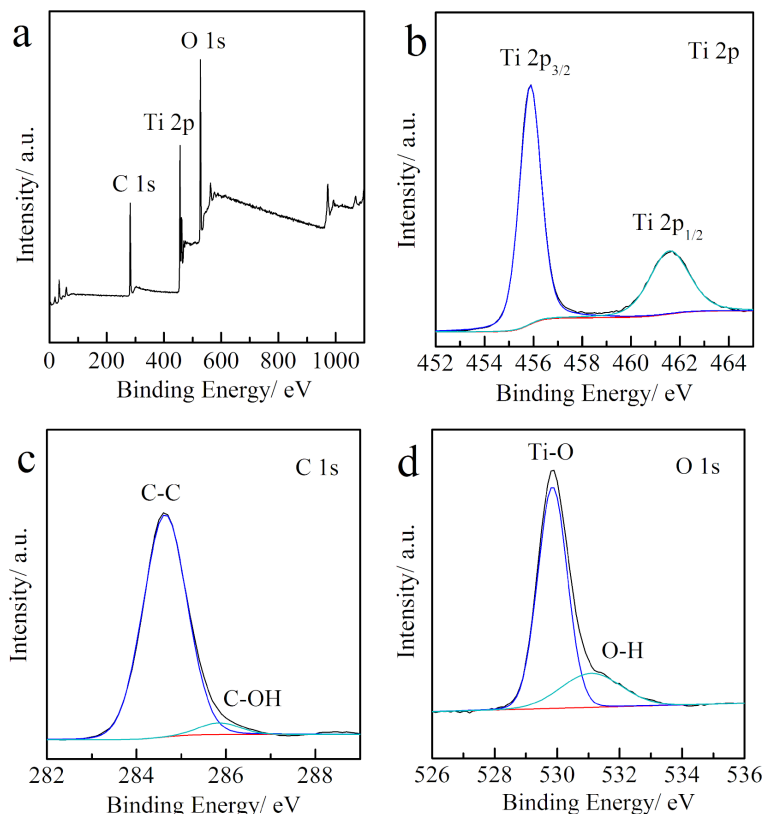 a
O 1s
Ti 2p
C 1s
Intensity/ a.u.
0 200 400 600 800 1000
Binding Energy/ eV
b
Ti 2p3/2
Ti 2p
Ti 2p1/2
Intensity/ a.u.
452 454 456 458 460 462 464
Binding Energy/ eV
c
C 1s
C-C
C-OH
Intensity/ a.u.
282 284 286 288
Binding Energy/ eV
d
Ti-O
O 1s
O-H
Intensity/ a.u.
526 528 530 532 534 536
Binding Energy/ eV